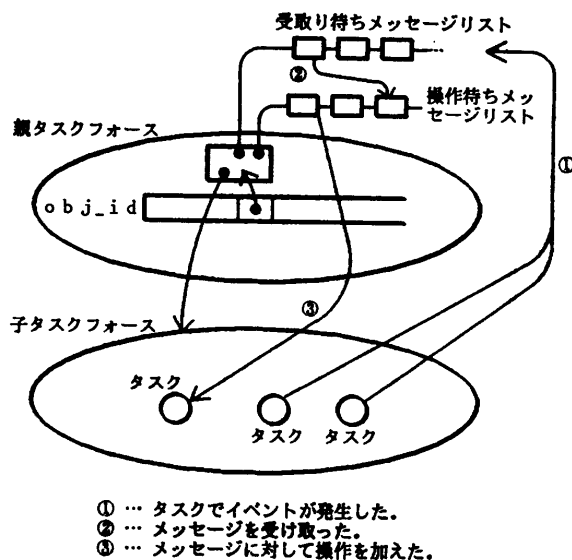 受取り待ちメッセージリスト
②
操作待ちメッ
セージリスト
親タスクフォース
①
obj_id
③
子タスクフォース
タスク
タスク
タスク
① … タスクでイベントが発生した。
② … メッセージを受け取った。
③ … メッセージに対して操作を加えた。